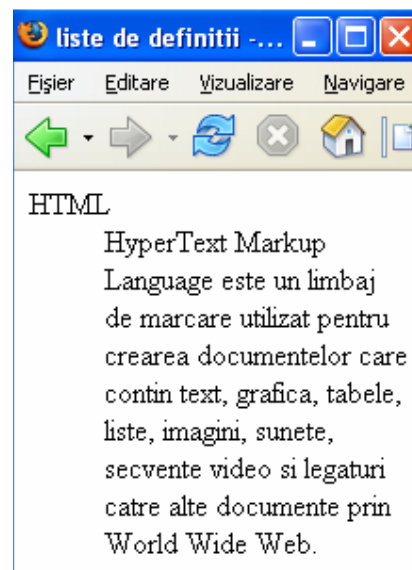 liste de definitii -...
Fişier Editare Vizualizare Navigare
HTML
HyperText Markup
Language este un limbaj
de marcare utilizat pentru
crearea documentelor care
contin text, grafica, tabele,
liste, imagini, sunete,
secvente video si legaturi
catre alte documente prin
World Wide Web.